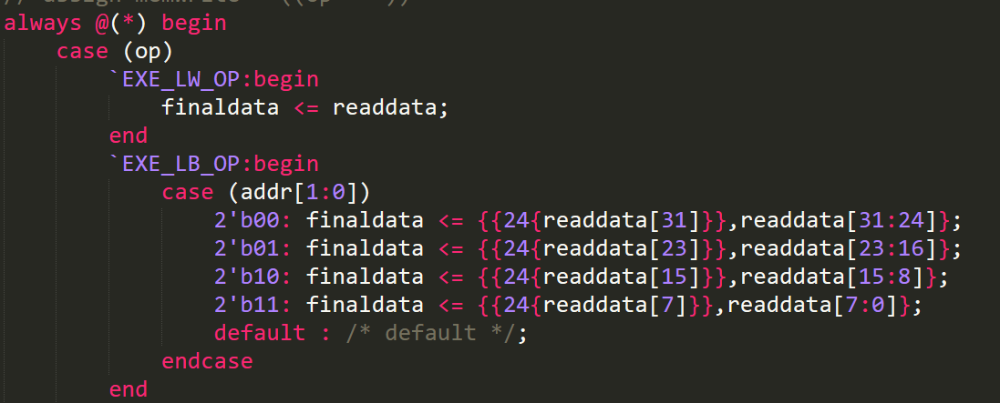 always @(*) begin
case (op)
`EXE_LW_OP:begin
finaldata <= readdata;
end
`EXE_LB_OP:begin
case (addr[1:0])
2'b00: finaldata <= {{24{readdata[31]}},readdata[31:24]};
2'b01: finaldata <= {{24{readdata[23]}},readdata[23:16]};
2'b10: finaldata <= {{24{readdata[15]}},readdata[15:8]};
2'b11: finaldata <= {{24{readdata[7]}},readdata[7:0]};
default : /* default */;
endcase
end